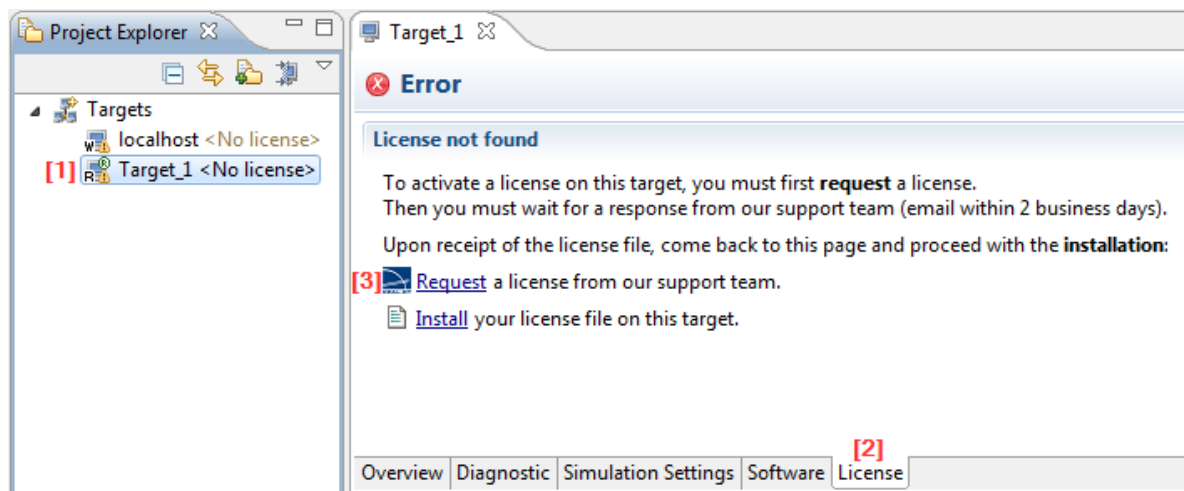 Project Explorer
Target_1
Error
Targets
localhost <No license>
[1] Target_1 <No license>
License not found
To activate a license on this target, you must first request a license.
Then you must wait for a response from our support team (email within 2 business days).
Upon receipt of the license file, come back to this page and proceed with the installation:
[3] Request a license from our support team.
Install your license file on this target.
[2]
Overview Diagnostic Simulation Settings Software License